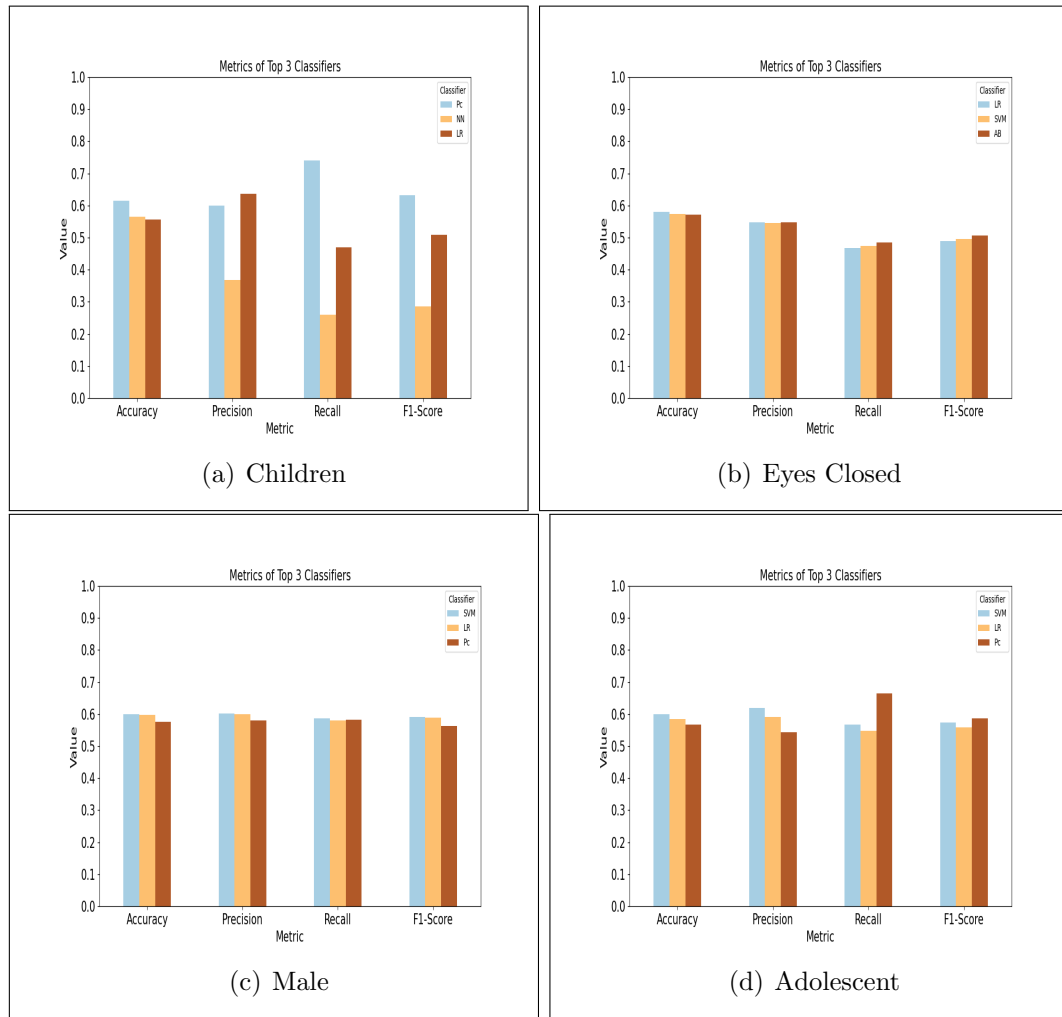 Metrics of Top 3 Classifiers
1.0
0.9
0.8
0.7
0.6
0.5
0.4
0.3
0.2
0.1
0.0
Value
Classifier
Pc
NN
LR
Accuracy Precision Recall F1-Score
Metric
(a) Children
Metrics of Top 3 Classifiers
1.0
0.9
0.8
0.7
0.6
0.5
0.4
0.3
0.2
0.1
0.0
Value
Classifier
LR
SVM
AB
Accuracy Precision Recall F1-Score
Metric
(b) Eyes Closed
Metrics of Top 3 Classifiers
1.0
0.9
0.8
0.7
0.6
0.5
0.4
0.3
0.2
0.1
0.0
Value
Classifier
SVM
LR
Pc
Accuracy Precision Recall F1-Score
Metric
(c) Male
Metrics of Top 3 Classifiers
1.0
0.9
0.8
0.7
0.6
0.5
0.4
0.3
0.2
0.1
0.0
Value
Classifier
SVM
LR
Pc
Accuracy Precision Recall F1-Score
Metric
(d) Adolescent